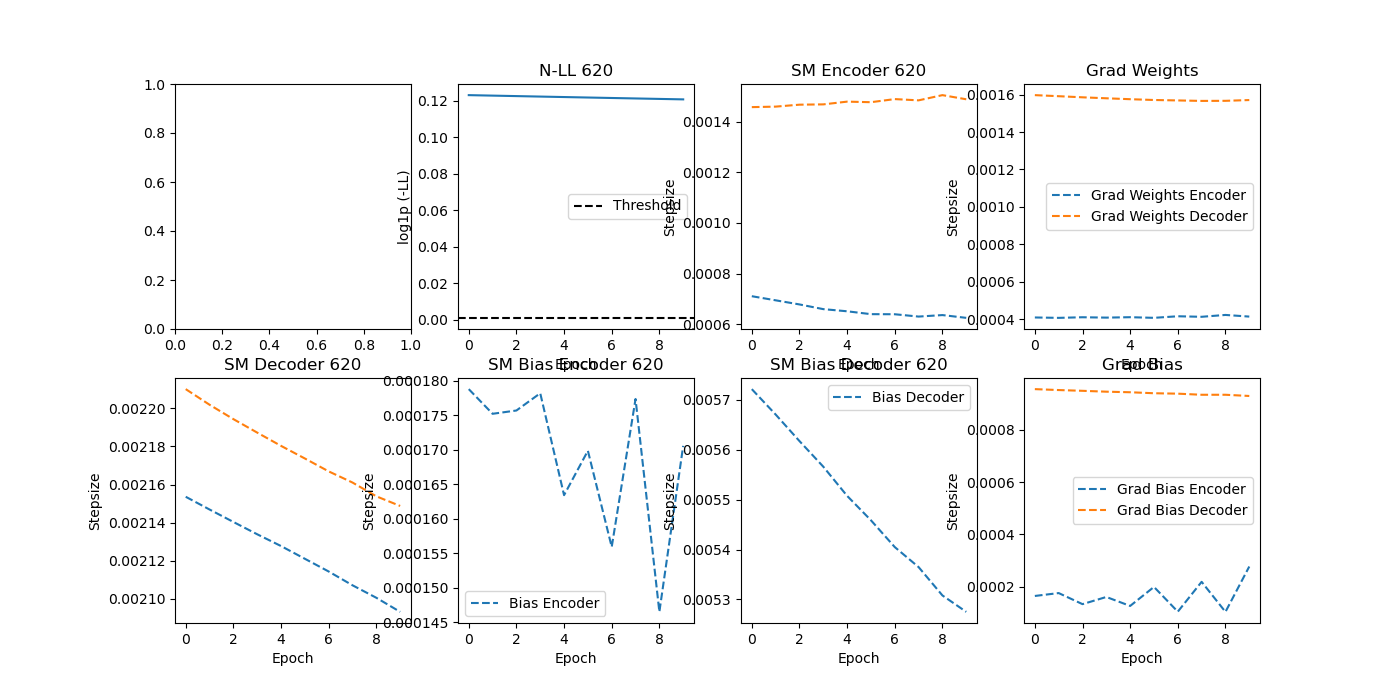 N-LL 620
SM Encoder 620
Grad Weights
1.0
0.8
0.6
0.4
0.2
0.0
0.0 0.2 0.4 0.6 0.8 1.0
log1p (-LL)
0.12
0.10
0.08
0.06
0.04
0.02
0.00
Threshold
0 2 4 6 8
Epoch
Stepsize
0.0014
0.0012
0.0010
0.0008
0.0006
0 2 4 6 8
Epoch
Stepsize
0.0016
0.0014
0.0012
0.0010
0.0008
0.0006
0.0004
Grad Weights Encoder
Grad Weights Decoder
0 2 4 6 8
Epoch
SM Decoder 620
SM Bias Encoder 620
SM Bias Decoder 620
Grad Bias
Stepsize
0.00220
0.00218
0.00216
0.00214
0.00212
0.00210
0 2 4 6 8
Epoch
Stepsize
0.000180
0.000175
0.000170
0.000165
0.000160
0.000155
0.000150
0.000145
Bias Encoder
0 2 4 6 8
Epoch
Stepsize
0.00557
0.00556
0.00555
0.00554
0.00553
Bias Decoder
0 2 4 6 8
Epoch
Stepsize
0.0008
0.0006
0.0004
0.0002
Grad Bias Encoder
Grad Bias Decoder
0 2 4 6 8
Epoch